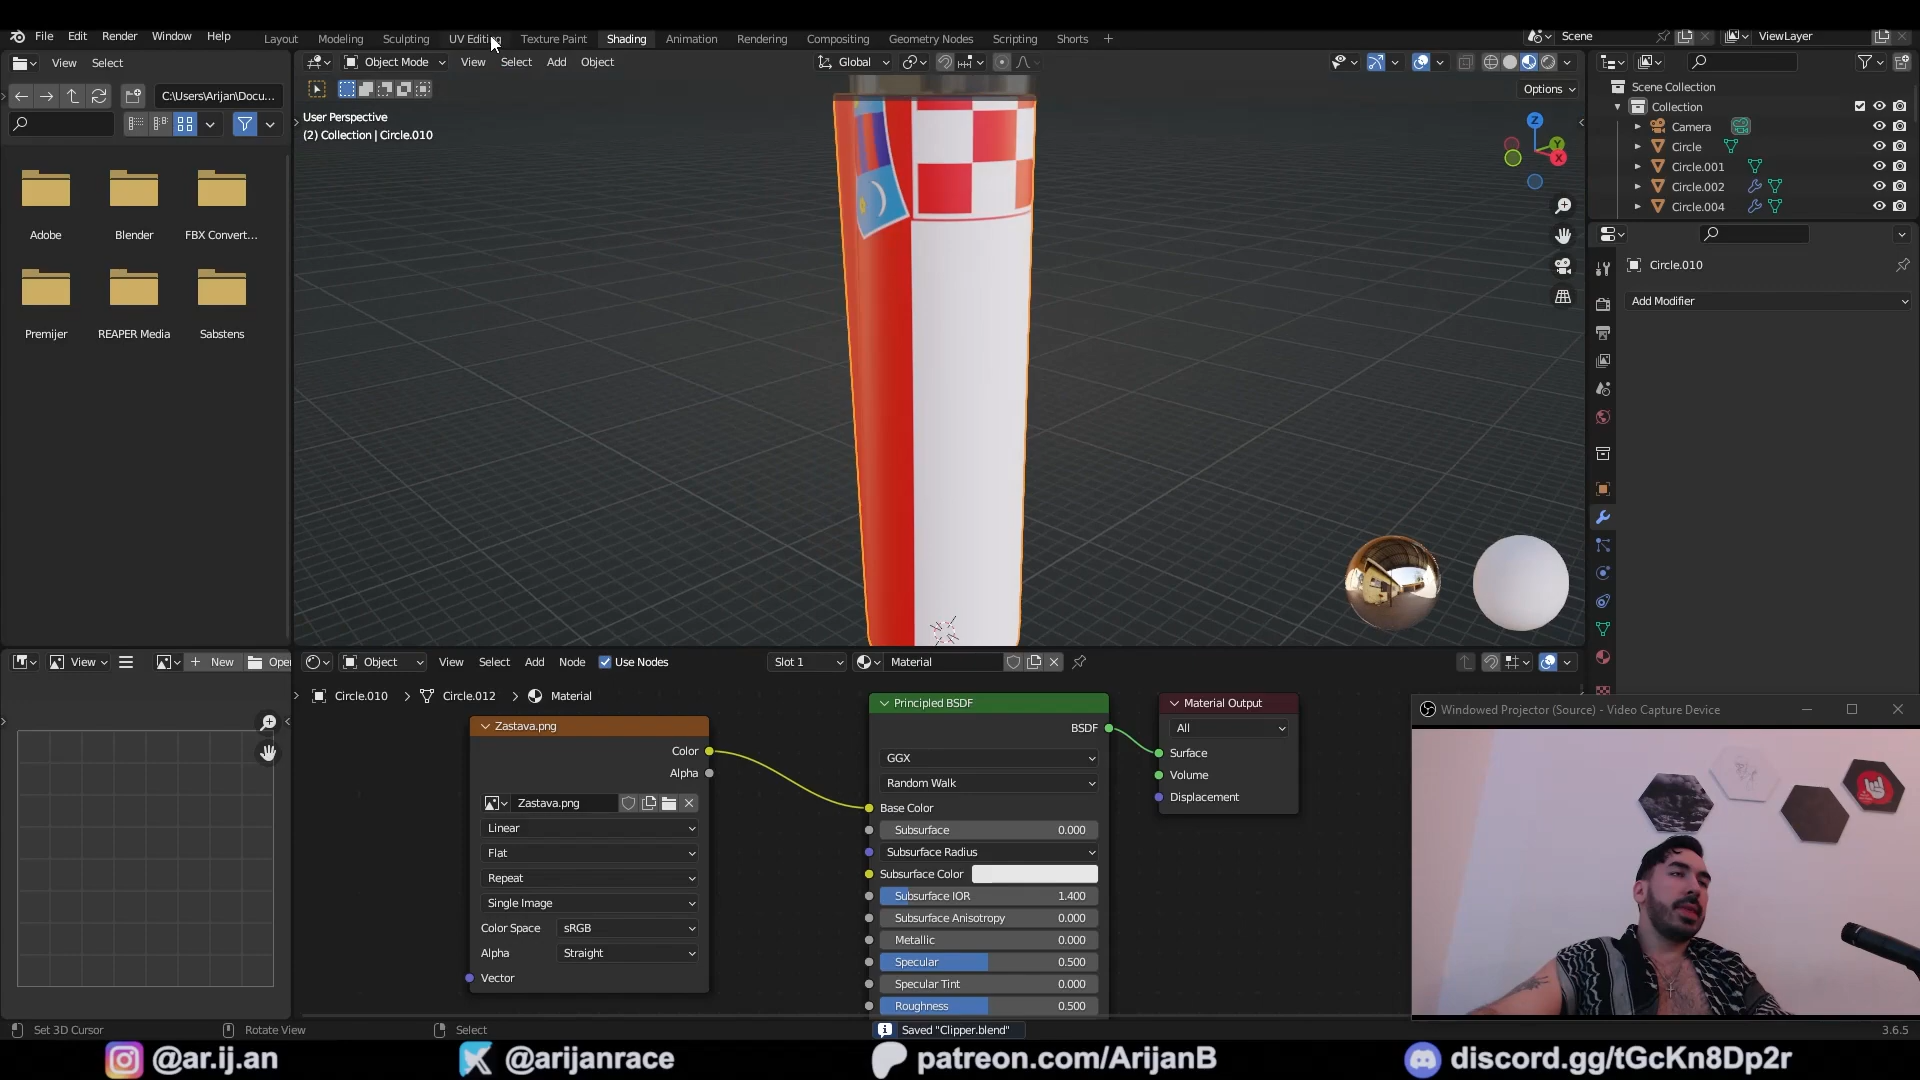 File Edit Render Window Help
Layout Modeling Sculpting UV Editing Texture Paint Shading Animation Rendering Compositing Geometry Nodes Scripting Shorts +
Scene
ViewLayer
View Select
Object Mode View Select Add Object
Global
C:\Users\Arijan\Docu...
Options
User Perspective
(2) Collection | Circle.010
Scene Collection
Collection
Camera
Circle
Circle.001
Circle.002
Circle.004
Circle.010
Add Modifier
Z
Y
X
Adobe
Blender
FBX Convert...
Premijer
REAPER Media
Sabstens
View
New
Open
Object View Select Add Node Use Nodes Slot 1 Material
Circle.010 > Circle.012 > Material
Zastava.png
Color
Alpha
Zastava.png
Linear
Flat
Repeat
Single Image
Color Space sRGB
Alpha Straight
Vector
Principled BSDF
BSDF
GGX
Random Walk
Base Color
Subsurface 0.000
Subsurface Radius
Subsurface Color
Subsurface IOR 1.400
Subsurface Anisotropy 0.000
Metallic 0.000
Specular 0.500
Specular Tint 0.000
Roughness 0.500
Material Output
All
Surface
Volume
Displacement
Windowed Projector (Source) - Video Capture Device
Set 3D Cursor
Rotate View
Select
Saved "Clipper.blend"
3.6.5
@ar.ij.an
@arijanrace
patreon.com/ArijanB
discord.gg/tGcKn8Dp2r